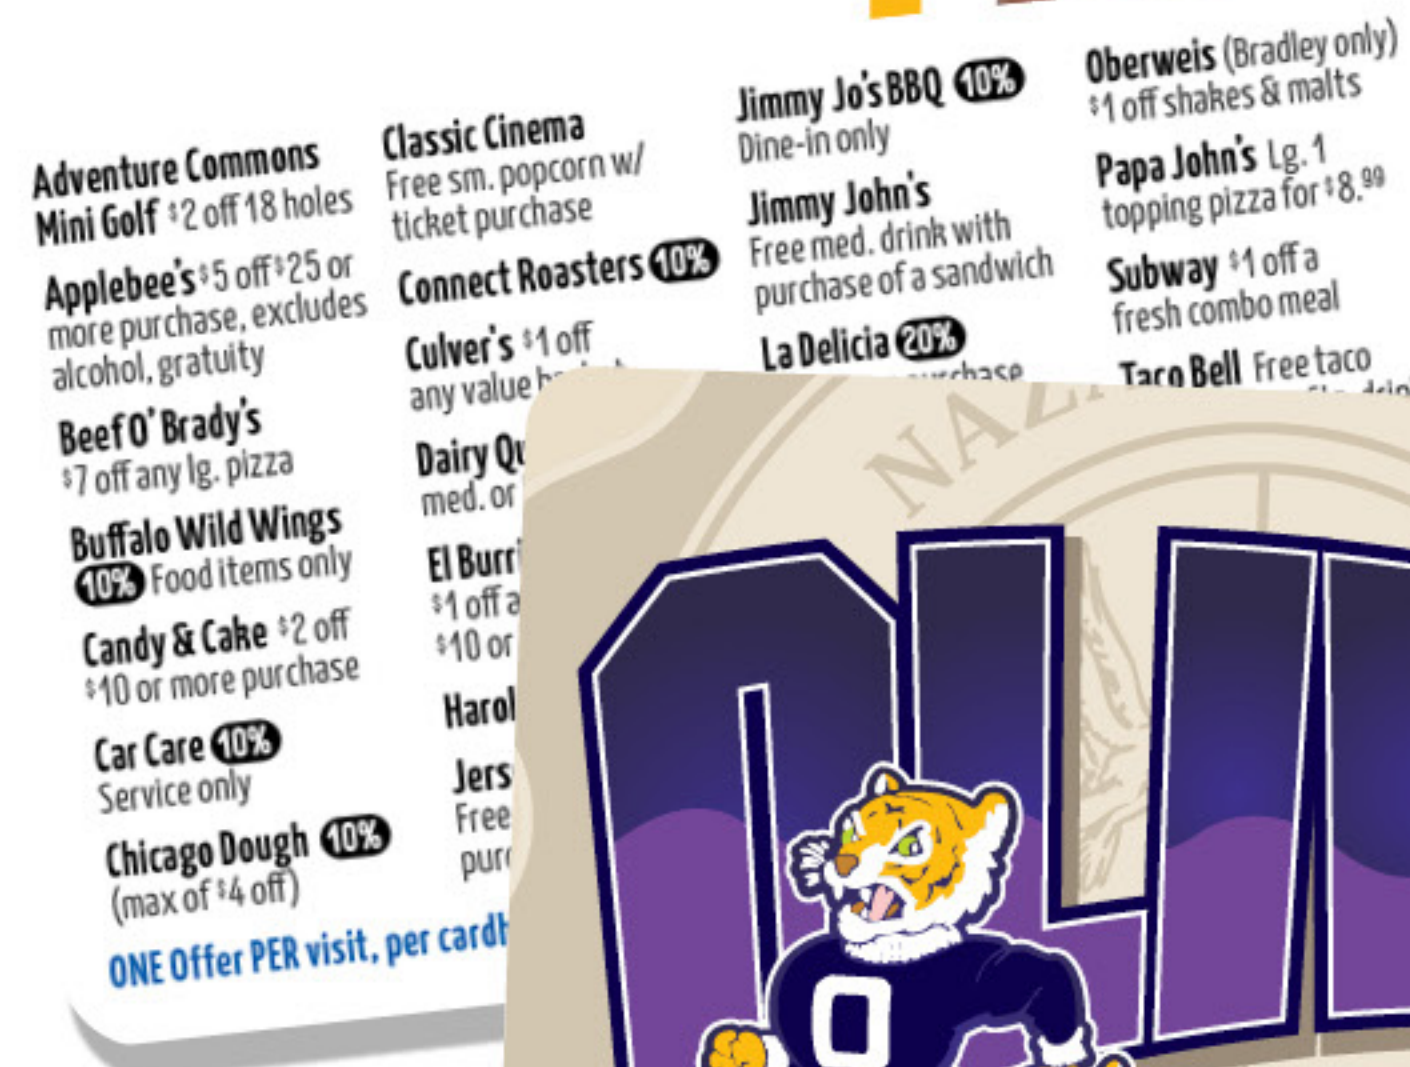 Adventure Commons
Mini Golf $2 off 18 holes
Applebee's $5 off $25 or
more purchase, excludes
alcohol, gratuity
Beef O' Brady's
$7 off any lg. pizza
Buffalo Wild Wings
10% Food items only
Candy & Cake $2 off
$10 or more purchase
Car Care 10%
Service only
Chicago Dough 10%
(max of $4 off)
Classic Cinema
Free sm. popcorn w/
ticket purchase
Connect Roasters 10%
Culver's $1 off
any value
Dairy
med. or
El
$1 off
$10 or
Free
Jimmy Jo's BBQ 10%
Dine-in only
Jimmy John's
Free med. drink with
purchase of a sandwich
La Delicia 20%
Oberweis (Bradley only)
$1 off shakes & malts
Papa John's Lg. 1
topping pizza for $8.99
Subway $1 off a
fresh combo meal
Taco Bell Free taco
ONE Offer PER visit, per
O